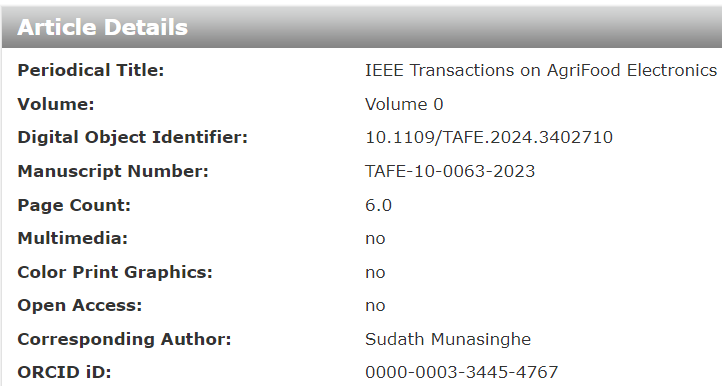 Article Details
Periodical Title: IEEE Transactions on AgriFood Electronics
Volume: Volume 0
Digital Object Identifier: 10.1109/TAFE.2024.3402710
Manuscript Number: TAFE-10-0063-2023
Page Count: 6.0
Multimedia: no
Color Print Graphics: no
Open Access: no
Corresponding Author: Sudath Munasinghe
ORCID iD: 0000-0003-3445-4767